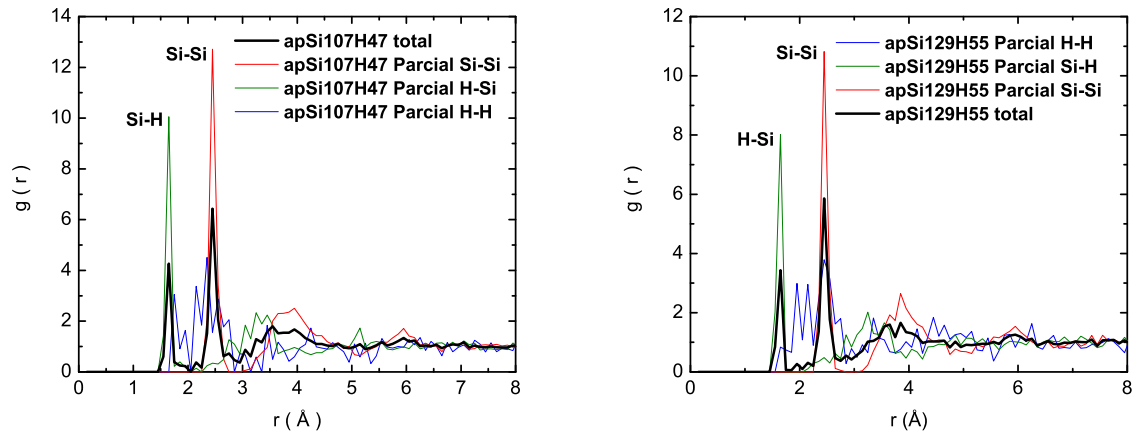 14
12
10
8
6
4
2
0
g ( r )
0 1 2 3 4 5 6 7 8
r ( Å )
Si-Si
Si-H
apSi107H47 total
apSi107H47 Parcial Si-Si
apSi107H47 Parcial H-Si
apSi107H47 Parcial H-H
12
10
8
6
4
2
0
g ( r )
0 2 4 6 8
r (Å)
Si-Si
H-Si
apSi129H55 Parcial H-H
apSi129H55 Parcial Si-H
apSi129H55 Parcial Si-Si
apSi129H55 total